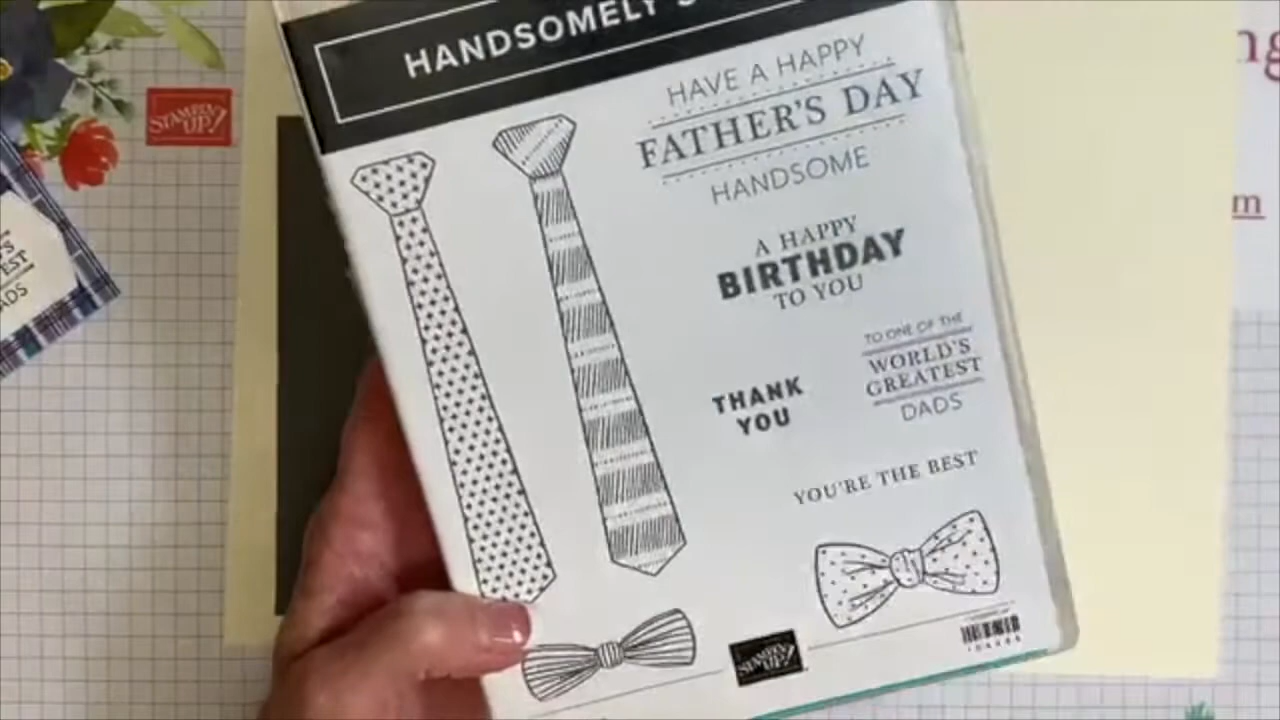 HANDSOMELY
HAVE A HAPPY
FATHER'S DAY
HANDSOME
A HAPPY
BIRTHDAY
TO YOU
TO ONE OF THE
WORLD'S
GREATEST
DADS
THANK
YOU
YOU'RE THE BEST
STAMPIN' UP!
STAMPIN' UP!
DADS